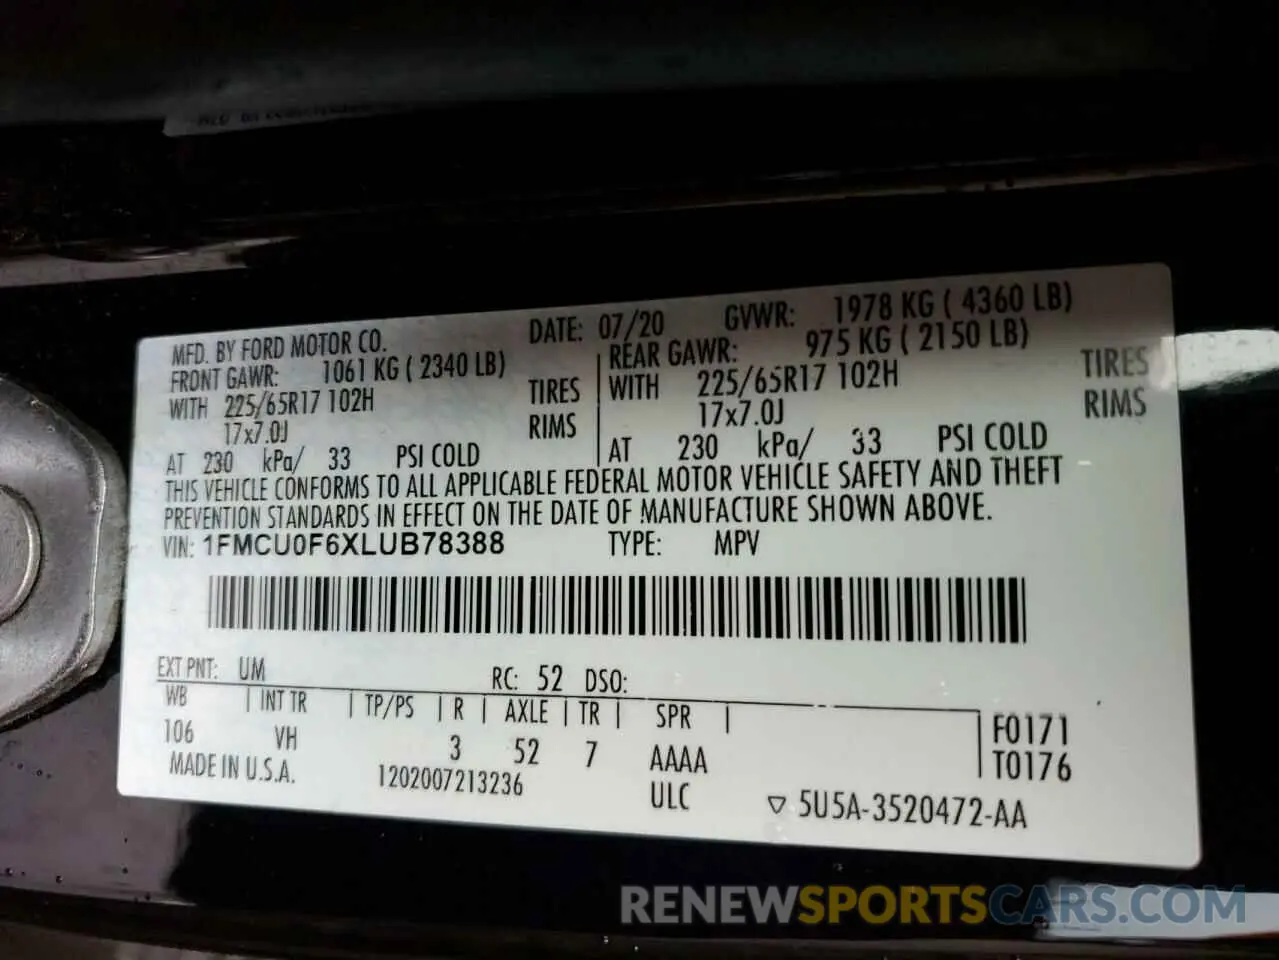 MFD. BY FORD MOTOR CO. DATE: 07/20 GVWR: 1978 KG ( 4360 LB)
FRONT GAWR: 1061 KG ( 2340 LB) REAR GAWR: 975 KG ( 2150 LB)
WITH 225/65R17 102H TIRES WITH 225/65R17 102H TIRES
17x7.0J RIMS 17x7.0J RIMS
AT 230 kPa/ 33 PSI COLD AT 230 kPa/ 33 PSI COLD
THIS VEHICLE CONFORMS TO ALL APPLICABLE FEDERAL MOTOR VEHICLE SAFETY AND THEFT
PREVENTION STANDARDS IN EFFECT ON THE DATE OF MANUFACTURE SHOWN ABOVE.
VIN: 1FMCU0F6XLUB78388 TYPE: MPV
EXT PNT: UM RC: 52 DSO:
WB INT TR TP/PS R AXLE TR SPR F0171
106 VH 3 52 7 AAAA T0176
MADE IN U.S.A. 1202007213236 ULC 5U5A-3520472-AA
RENEWSPORTSCARS.COM